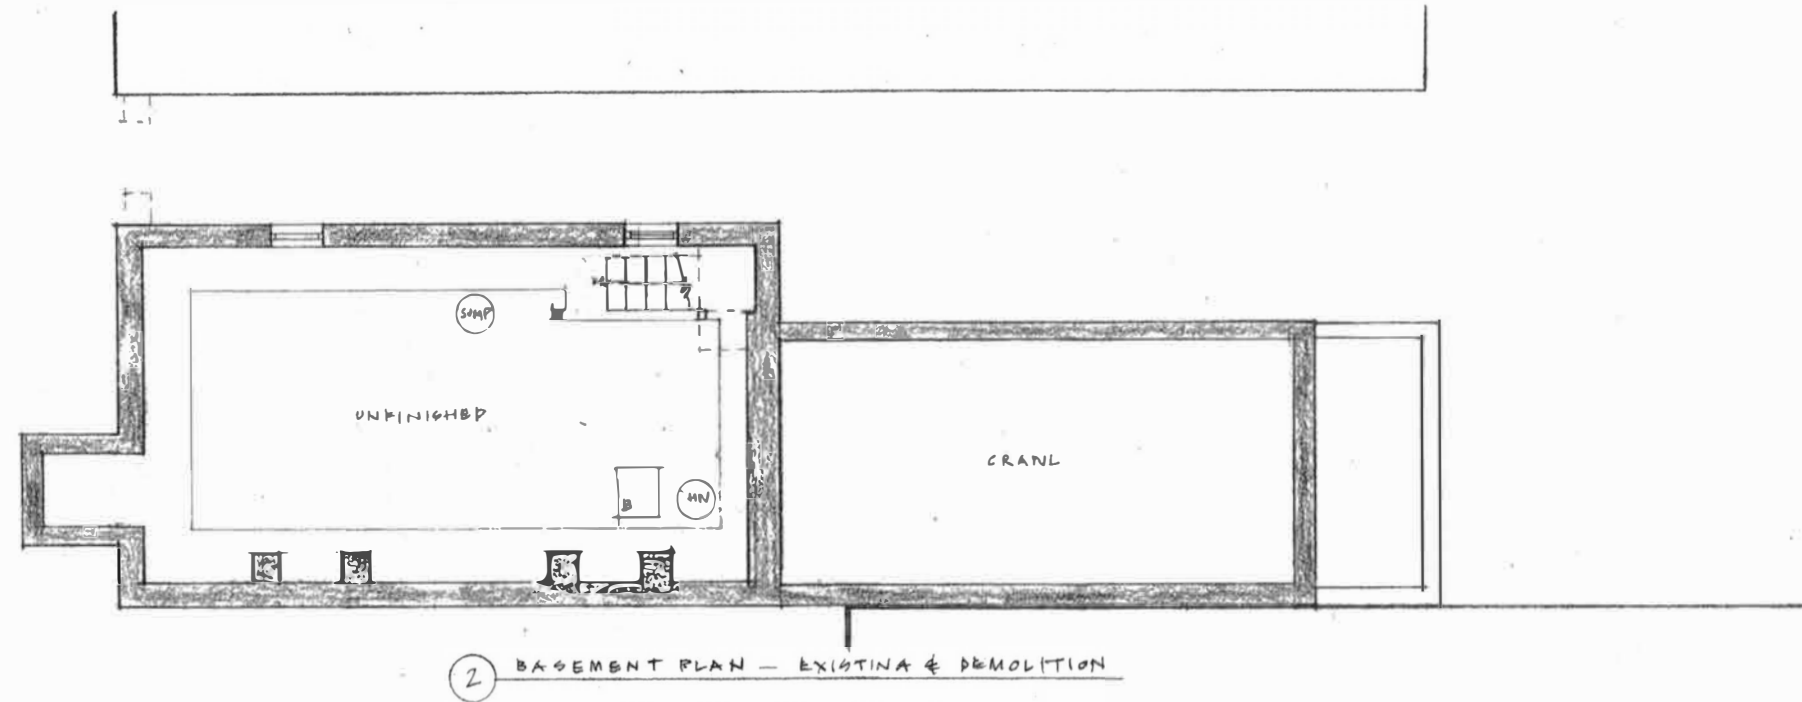 SUMP
UNFINISHED
CRAWL
B
HW
2 BASEMENT PLAN — EXISTING & DEMOLITION